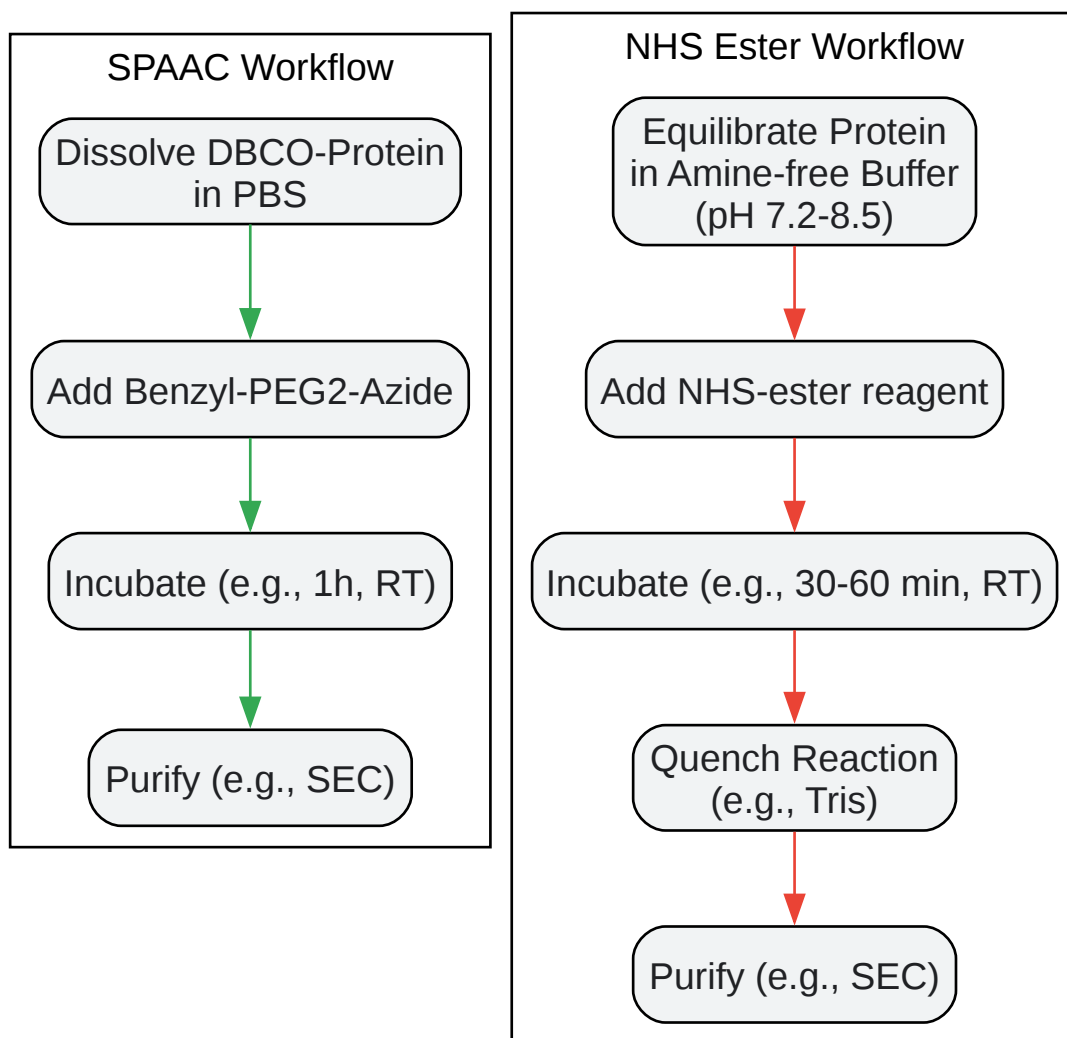 SPAAC Workflow
Dissolve DBCO-Protein
in PBS
Add Benzyl-PEG2-Azide
Incubate (e.g., 1h, RT)
Purify (e.g., SEC)
NHS Ester Workflow
Equilibrate Protein
in Amine-free Buffer
(pH 7.2-8.5)
Add NHS-ester reagent
Incubate (e.g., 30-60 min, RT)
Quench Reaction
(e.g., Tris)
Purify (e.g., SEC)